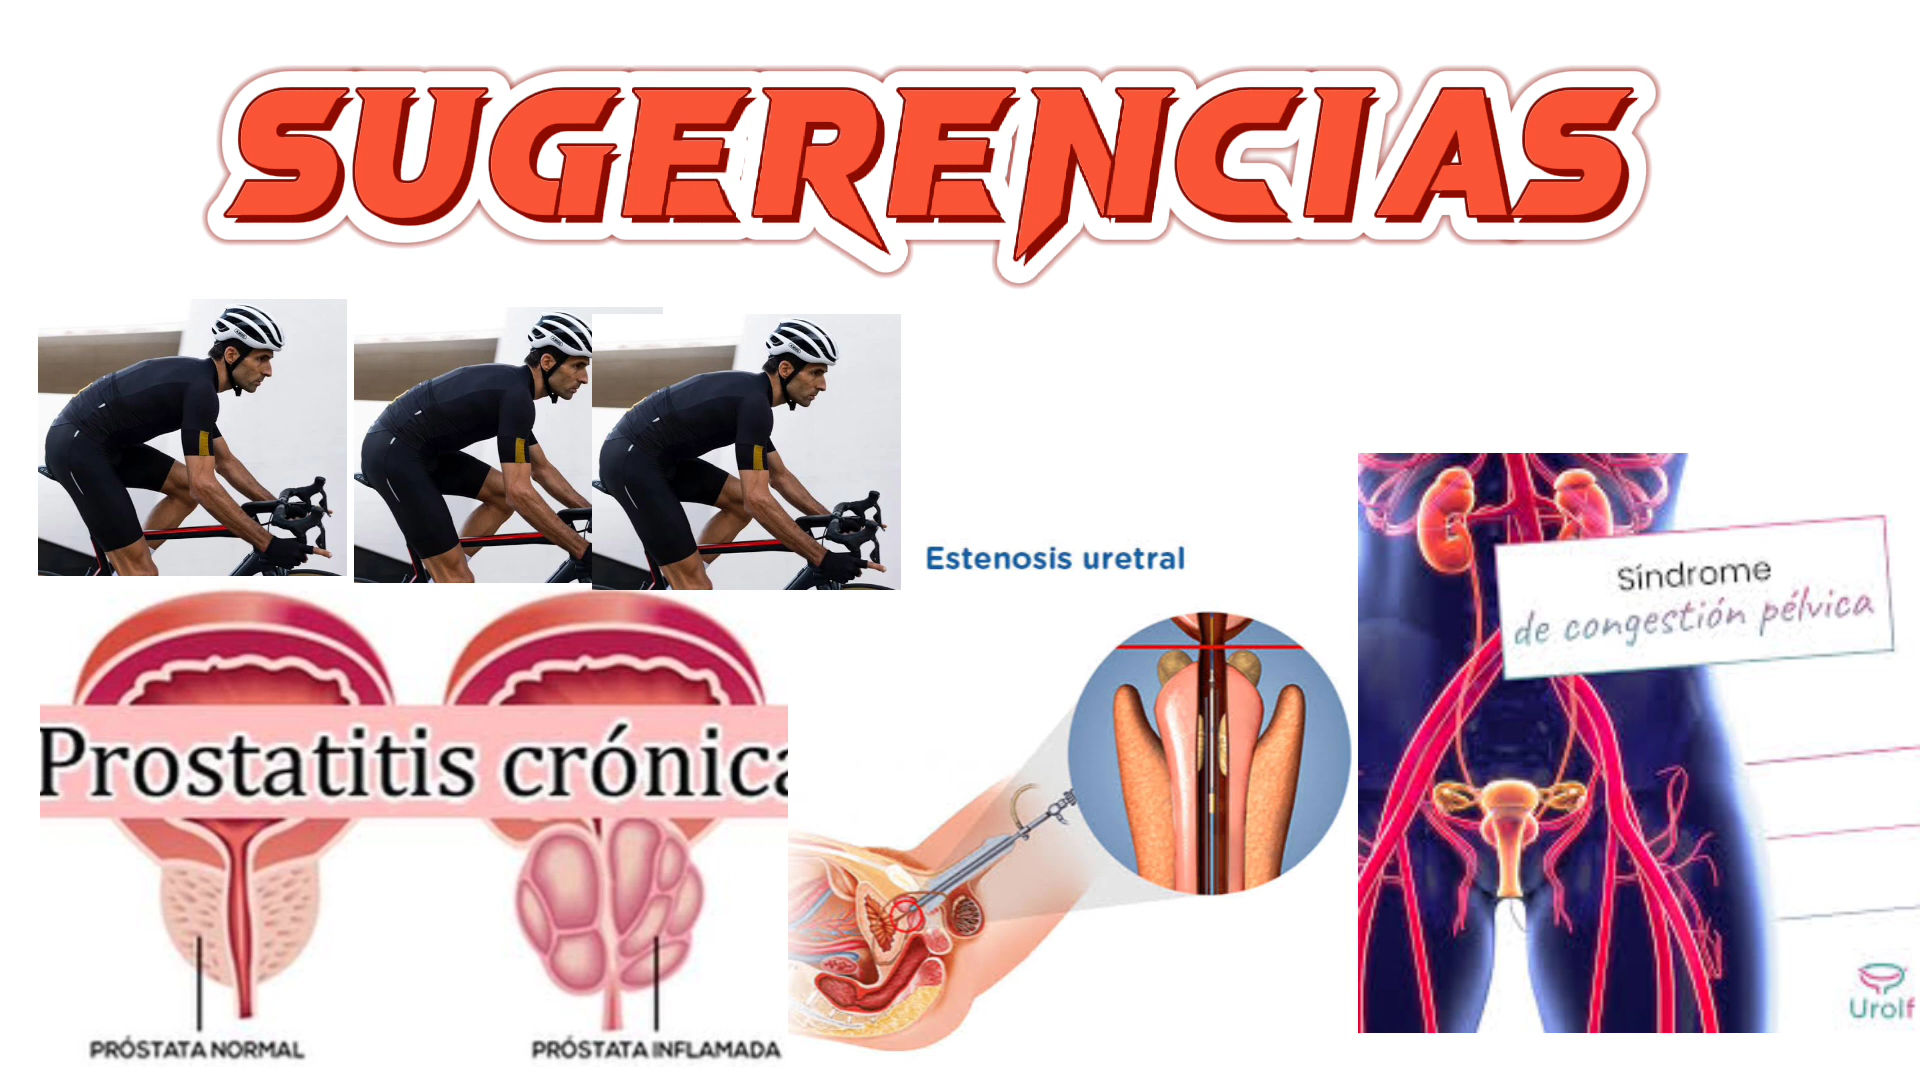 SUGERENCIAS
Estenosis uretral
Síndrome
de congestión pélvica
Prostatitis crónica
PRÓSTATA NORMAL
PRÓSTATA INFLAMADA
Urolf